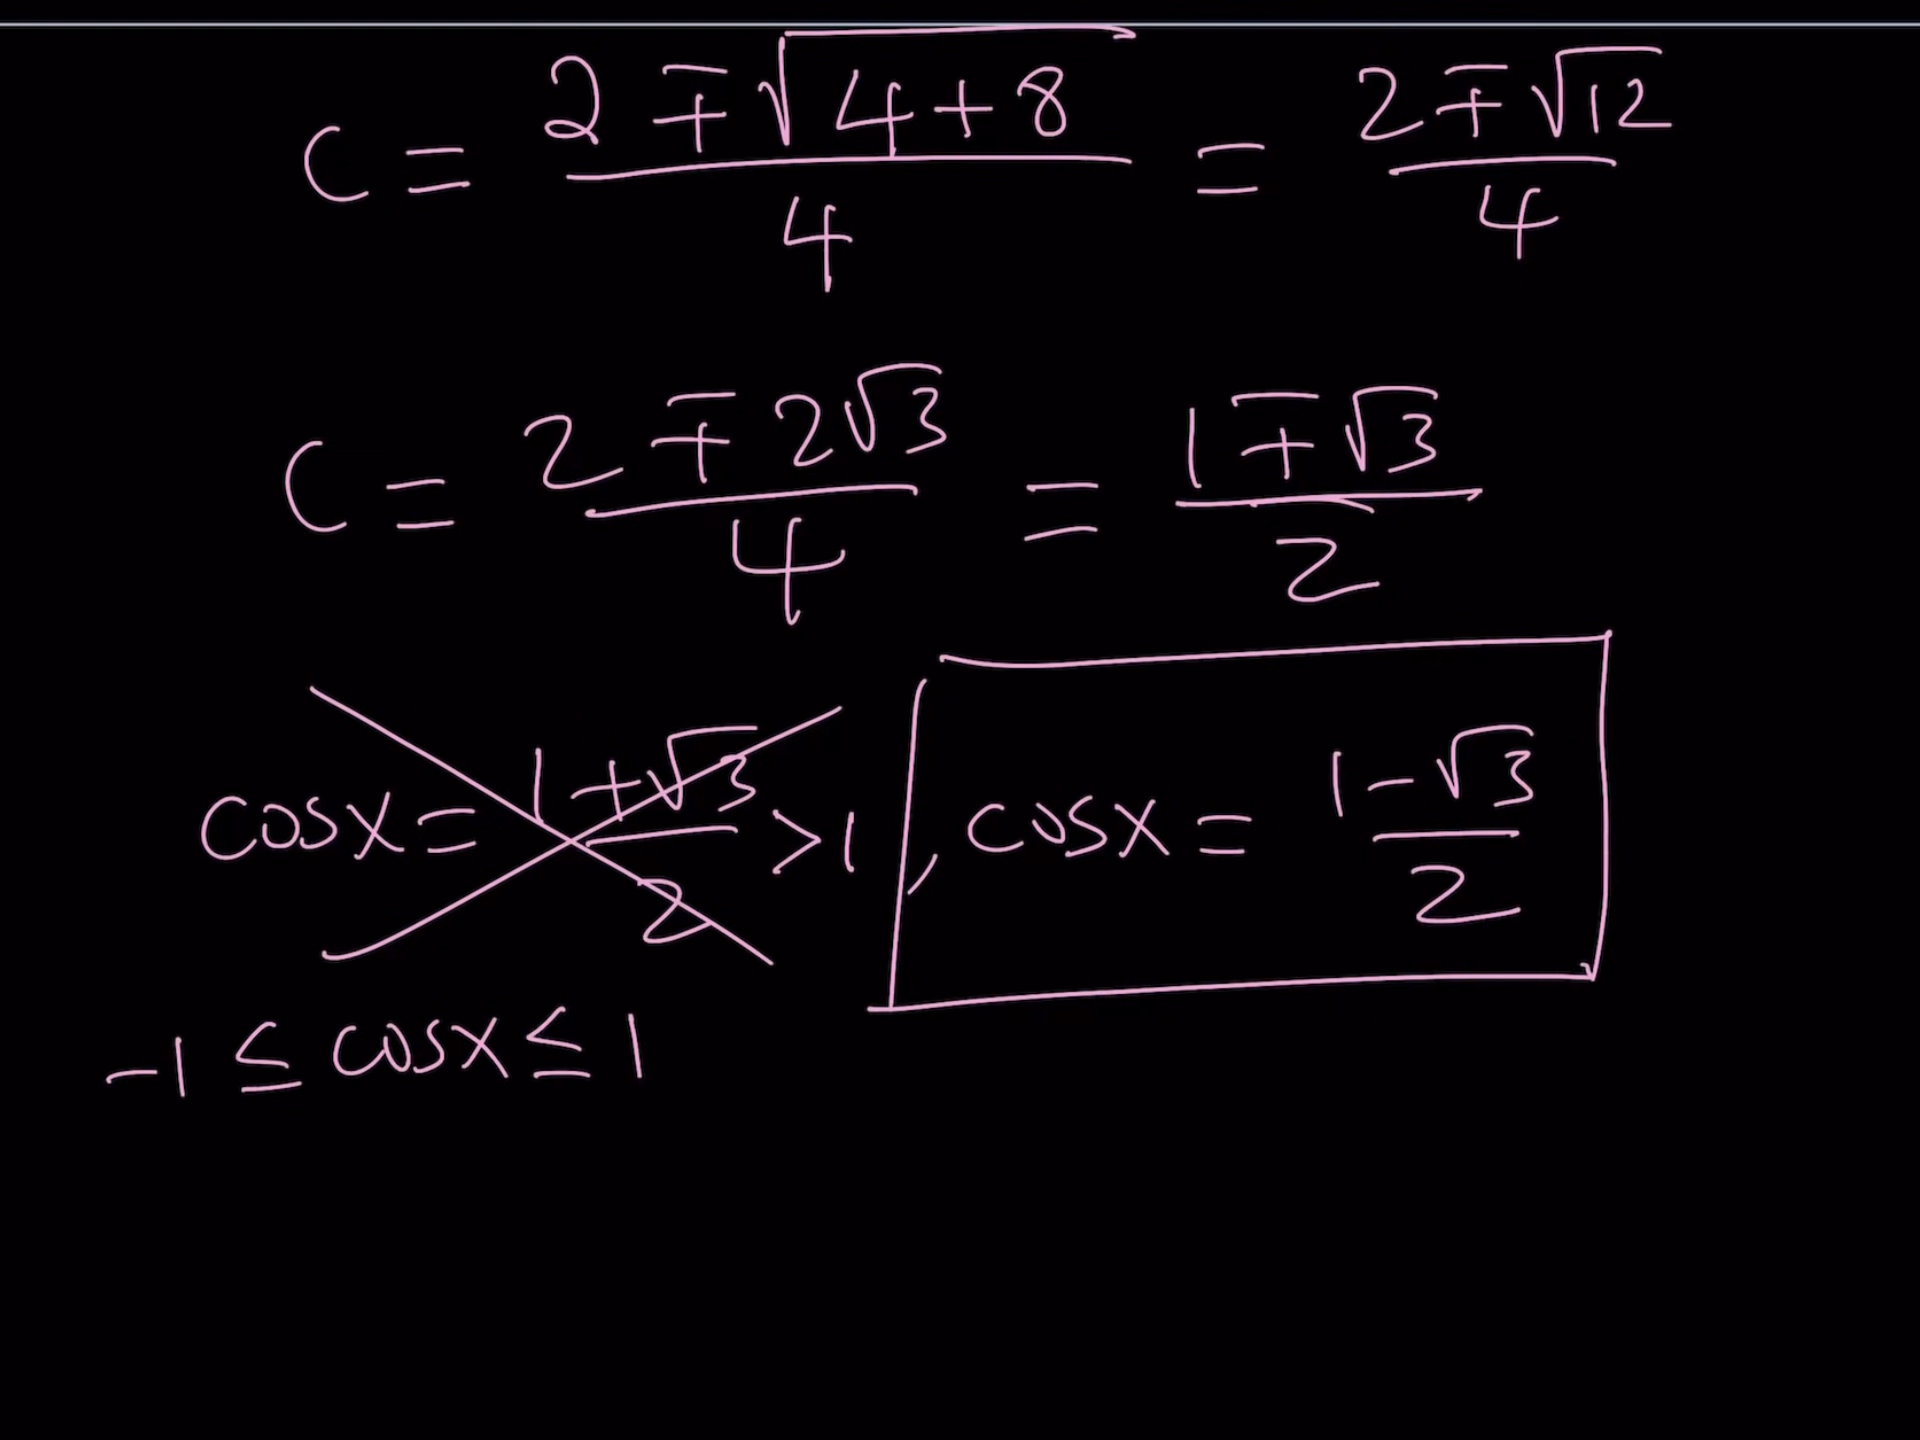 C = (2 ∓ √(4+8))/4 = (2 ∓ √12)/4
C = (2 ∓ 2√3)/4 = (1 ∓ √3)/2
cosx = (1+√3)/2 > 1 , cosx = (1-√3)/2
-1 ≤ cosx ≤ 1